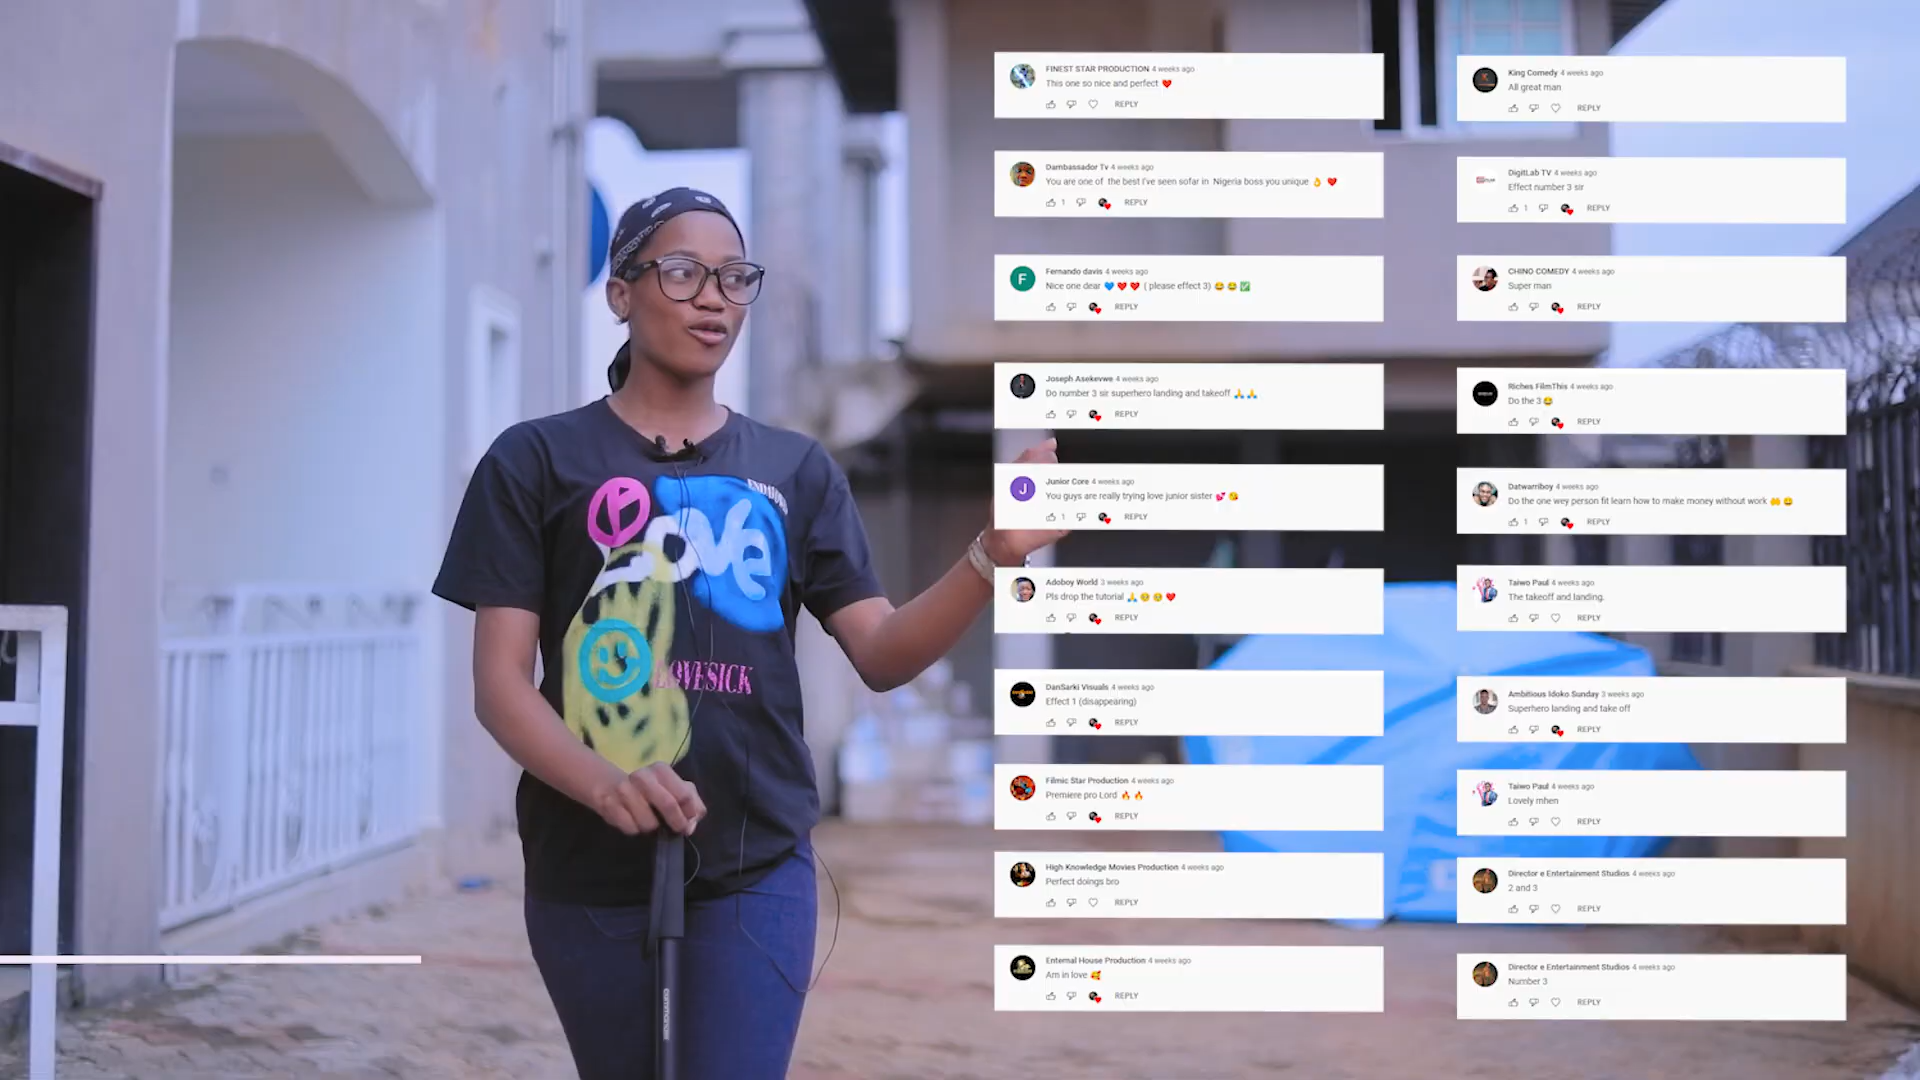 FINEST STAR PRODUCTION 4 weeks ago
This one so nice and perfect ❤️
REPLY
Dambassador Tv 4 weeks ago
You are one of the best I've seen sofar in Nigeria boss you unique 👌 ❤️
1 REPLY
F
Fernando davis 4 weeks ago
Nice one dear 💙 ❤️ ❤️ ( please effect 3) 😂 😂 ✅
REPLY
Joseph Asekevwe 4 weeks ago
Do number 3 sir superhero landing and takeoff 🙏 🙏
REPLY
J
Junior Core 4 weeks ago
You guys are really trying love junior sister 💕 😘
1 REPLY
Adoboy World 3 weeks ago
Pls drop the tutorial 🙏 🥺 🥺 ❤️
REPLY
DanSarki Visuals 4 weeks ago
Effect 1 (disappearing)
REPLY
Filmic Star Production 4 weeks ago
Premiere pro Lord 🔥 🔥
REPLY
High Knowledge Movies Production 4 weeks ago
Perfect doings bro
REPLY
Enternal House Production 4 weeks ago
Am in love 🥰
REPLY
King Comedy 4 weeks ago
All great man
REPLY
DigitLab TV 4 weeks ago
Effect number 3 sir
1 REPLY
CHINO COMEDY 4 weeks ago
Super man
REPLY
Riches FilmThis 4 weeks ago
Do the 3 😂
REPLY
Datwarriboy 4 weeks ago
Do the one wey person fit learn how to make money without work 🤲 😄
1 REPLY
Taiwo Paul 4 weeks ago
The takeoff and landing.
REPLY
Ambitious Idoko Sunday 3 weeks ago
Superhero landing and take off
REPLY
Taiwo Paul 4 weeks ago
Lovely mhen
REPLY
Director e Entertainment Studios 4 weeks ago
2 and 3
REPLY
Director e Entertainment Studios 4 weeks ago
Number 3
REPLY
Love
LOVESICK